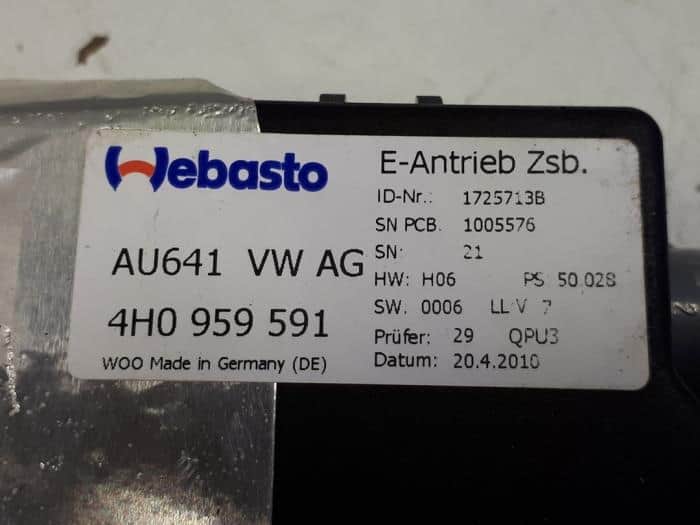 Webasto
AU641 VW AG
4H0 959 591
WOO Made in Germany (DE)
E-Antrieb Zsb.
ID-Nr.: 1725713B
SN PCB. 1005576
SN: 21
HW: H06 PS 50.028
SW. 0006 LL V 7
Prüfer: 29 QPU3
Datum: 20.4.2010